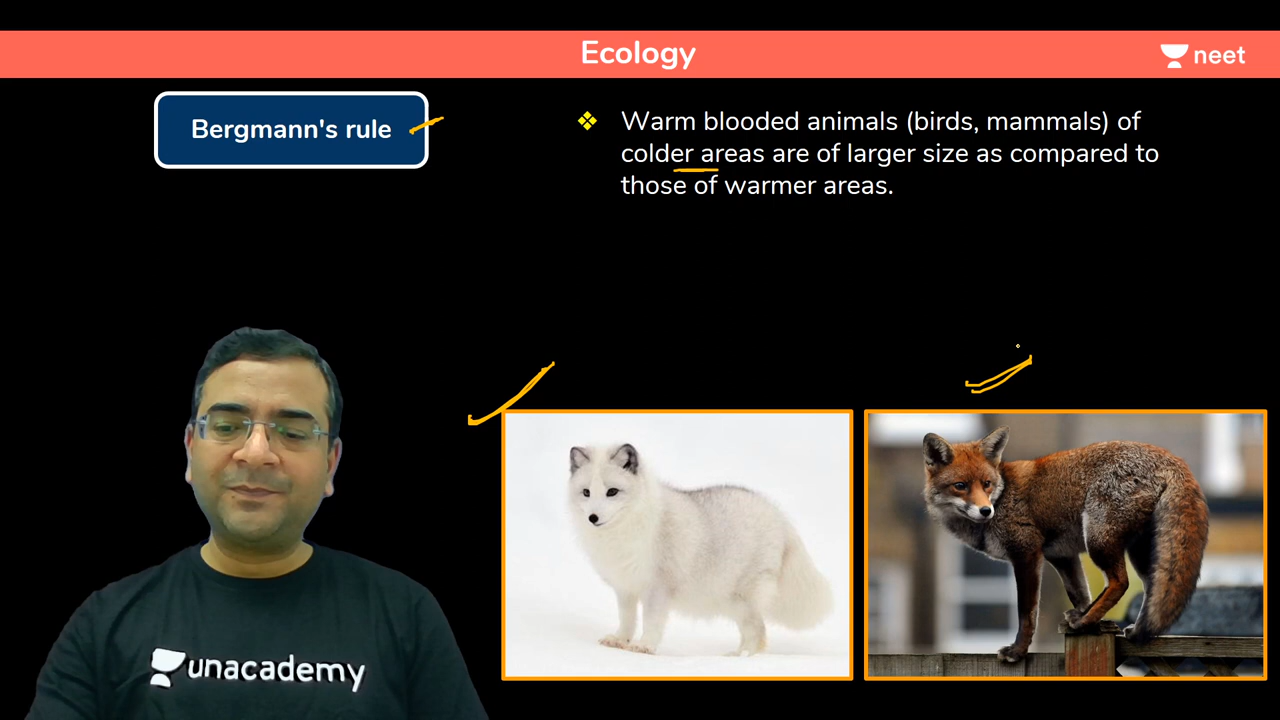 Ecology
neet
Bergmann's rule
❖ Warm blooded animals (birds, mammals) of
colder areas are of larger size as compared to
those of warmer areas.
unacademy